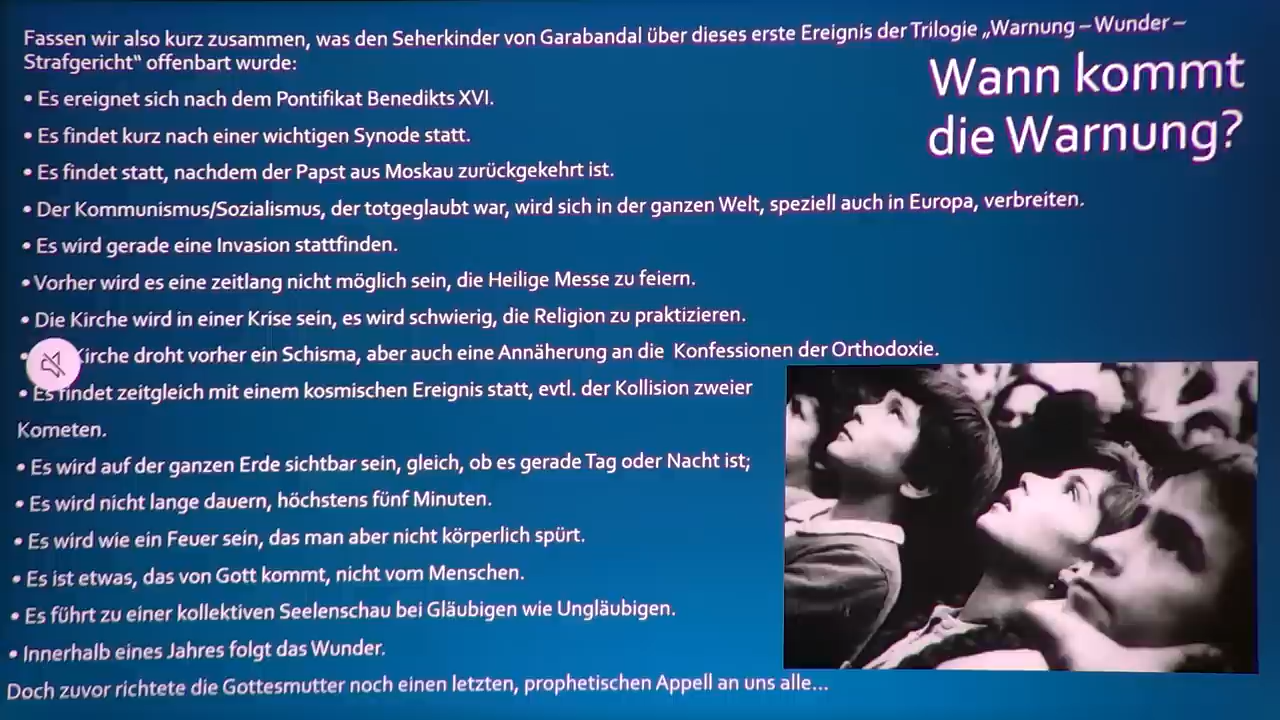 Fassen wir also kurz zusammen, was den Seherkinder von Garabandal über dieses erste Ereignis der Trilogie „Warnung – Wunder –
Strafgericht“ offenbart wurde:
Wann kommt
die Warnung?
• Es ereignet sich nach dem Pontifikat Benedikts XVI.
• Es findet kurz nach einer wichtigen Synode statt.
• Es findet statt, nachdem der Papst aus Moskau zurückgekehrt ist.
• Der Kommunismus/Sozialismus, der totgeglaubt war, wird sich in der ganzen Welt, speziell auch in Europa, verbreiten.
• Es wird gerade eine Invasion stattfinden.
• Vorher wird es eine zeitlang nicht möglich sein, die Heilige Messe zu feiern.
• Die Kirche wird in einer Krise sein, es wird schwierig, die Religion zu praktizieren.
• Kirche droht vorher ein Schisma, aber auch eine Annäherung an die Konfessionen der Orthodoxie.
• Es findet zeitgleich mit einem kosmischen Ereignis statt, evtl. der Kollision zweier
Kometen.
• Es wird auf der ganzen Erde sichtbar sein, gleich, ob es gerade Tag oder Nacht ist;
• Es wird nicht lange dauern, höchstens fünf Minuten.
• Es wird wie ein Feuer sein, das man aber nicht körperlich spürt.
• Es ist etwas, das von Gott kommt, nicht vom Menschen.
• Es führt zu einer kollektiven Seelenschau bei Gläubigen wie Ungläubigen.
• Innerhalb eines Jahres folgt das Wunder.
Doch zuvor richtete die Gottesmutter noch einen letzten, prophetischen Appell an uns alle...